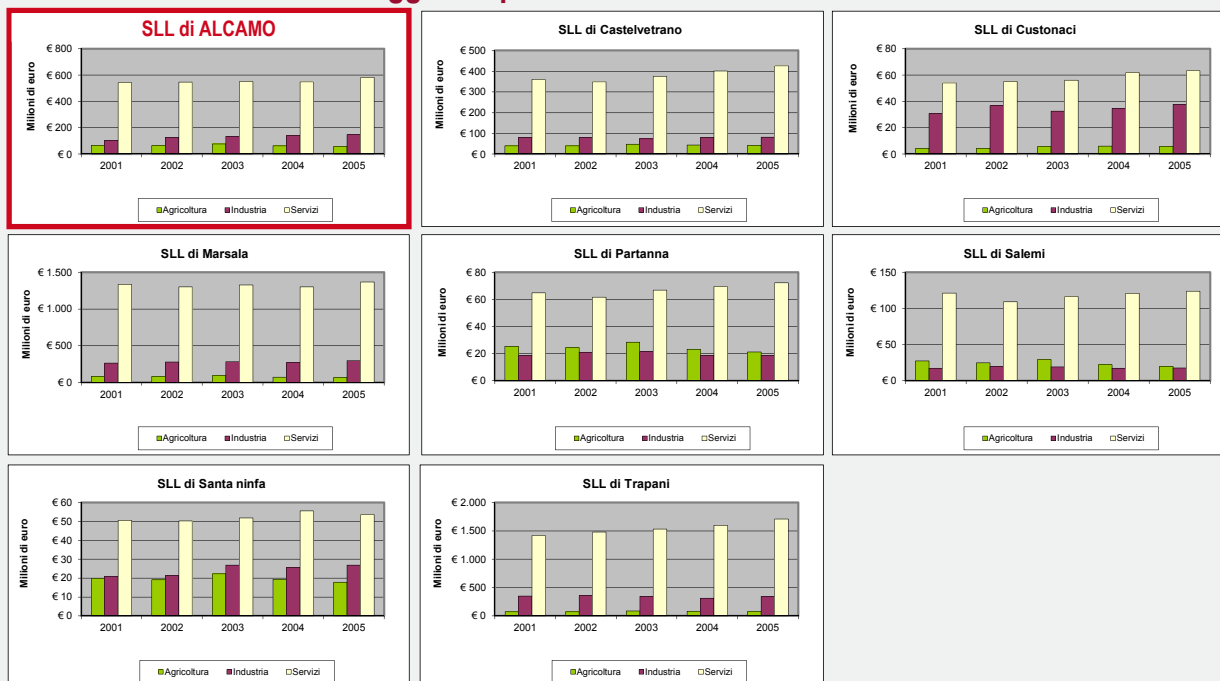 SLL di ALCAMO
Milioni di euro
€ 800
€ 600
€ 400
€ 200
€ 0
2001 2002 2003 2004 2005
Agricoltura Industria Servizi
SLL di Castelvetrano
Milioni di euro
€ 500
€ 400
€ 300
€ 200
€ 100
€ 0
2001 2002 2003 2004 2005
Agricoltura Industria Servizi
SLL di Custonaci
Milioni di euro
€ 80
€ 60
€ 40
€ 20
€ 0
2001 2002 2003 2004 2005
Agricoltura Industria Servizi
SLL di Marsala
Milioni di euro
€ 1.500
€ 1.000
€ 500
€ 0
2001 2002 2003 2004 2005
Agricoltura Industria Servizi
SLL di Partanna
Milioni di euro
€ 80
€ 60
€ 40
€ 20
€ 0
2001 2002 2003 2004 2005
Agricoltura Industria Servizi
SLL di Salemi
Milioni di euro
€ 150
€ 100
€ 50
€ 0
2001 2002 2003 2004 2005
Agricoltura Industria Servizi
SLL di Santa ninfa
Milioni di euro
€ 60
€ 50
€ 40
€ 30
€ 20
€ 10
€ 0
2001 2002 2003 2004 2005
Agricoltura Industria Servizi
SLL di Trapani
Milioni di euro
€ 2.000
€ 1.500
€ 1.000
€ 500
€ 0
2001 2002 2003 2004 2005
Agricoltura Industria Servizi